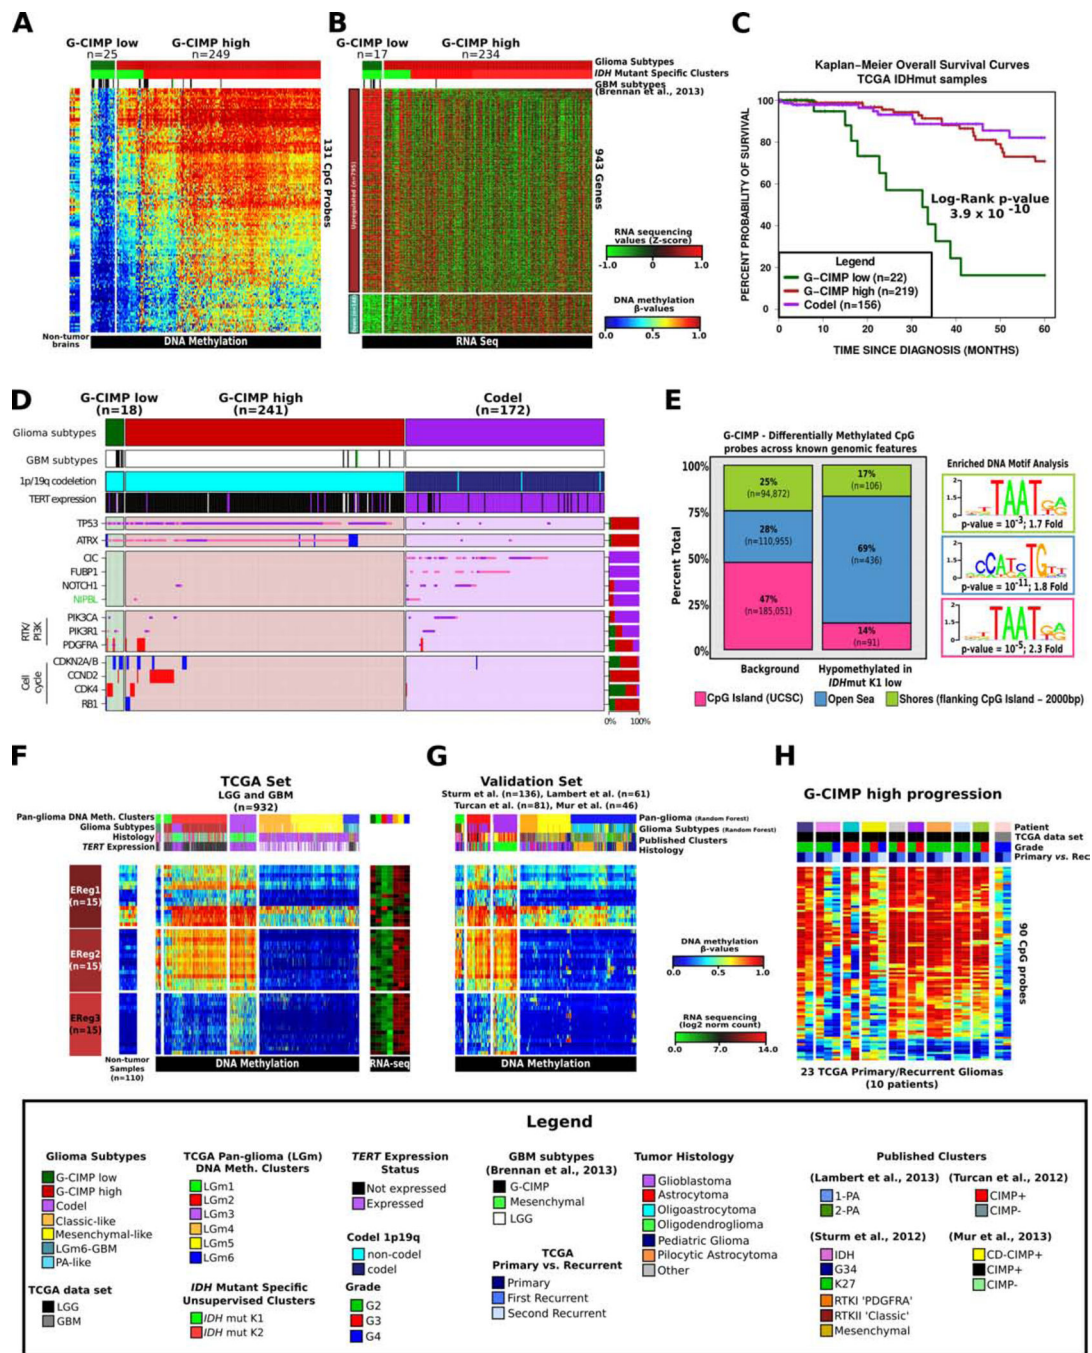 A
G-CIMP low
n=25
G-CIMP high
n=249
131 CpG Probes
Non-tumor
brains
DNA Methylation
B
G-CIMP low
n=17
G-CIMP high
n=234
Glioma Subtypes
IDH Mutant Specific Clusters
GBM subtypes
(Brennan et al., 2013)
943 Genes
RNA Seq
RNA sequencing
values (Z-score)
-1.0 0 1.0
DNA methylation
β-values
0.0 0.5 1.0
C
Kaplan−Meier Overall Survival Curves
TCGA IDHmut samples
PERCENT PROBABILITY OF SURVIVAL
100
80
60
40
20
0
Log-Rank p-value
3.9 x 10 -10
Legend
G−CIMP low (n=22)
G−CIMP high (n=219)
Codel (n=156)
0 10 20 30 40 50 60
TIME SINCE DIAGNOSIS (MONTHS)
D
G-CIMP low
(n=18)
G-CIMP high
(n=241)
Codel
(n=172)
Glioma subtypes
GBM subtypes
1p/19q codeletion
TERT expression
TP53
ATRX
CIC
FUBP1
NOTCH1
NIPBL
RTK/
PI3K
PIK3CA
PIK3R1
PDGFRA
Cell
cycle
CDKN2A/B
CCND2
CDK4
RB1
0 100%
E
G-CIMP - Differentially Methylated CpG
probes across known genomic features
Percent Total
100%
75%
50%
25%
0%
25%
(n=94,872)
28%
(n=110,955)
47%
(n=185,051)
17%
(n=106)
69%
(n=436)
14%
(n=91)
Background
Hypomethylated in
IDHmut K1 low
CpG Island (UCSC)
Open Sea
Shores (flanking CpG Island − 2000bp)
Enriched DNA Motif Analysis
p-value = 10-3; 1.7 Fold
p-value = 10-11; 1.8 Fold
p-value = 10-5; 2.3 Fold
F
TCGA Set
LGG and GBM
(n=932)
Pan-glioma DNA Meth. Clusters
Glioma Subtypes
Histology
TERT Expression
EReg1
(n=15)
EReg2
(n=15)
EReg3
(n=15)
Non-tumor
Samples
(n=110)
DNA Methylation
RNA-seq
G
Validation Set
Sturm et al. (n=136), Lambert et al. (n=61)
Turcan et al. (n=81), Mur et al. (n=46)
Pan-glioma (Random Forest)
Glioma Subtypes (Random Forest)
Published Clusters
Histology
DNA Methylation
DNA methylation
β-values
0.0 0.5 1.0
RNA sequencing
(log2 norm count)
0.0 7.0 14.0
H
G-CIMP high progression
Patient
TCGA data set
Grade
Primary vs. Rec
90 CpG probes
23 TCGA Primary/Recurrent Gliomas
(10 patients)
Legend
Glioma Subtypes
G-CIMP low
G-CIMP high
Codel
Classic-like
Mesenchymal-like
LGm6-GBM
PA-like
TCGA data set
LGG
GBM
TCGA Pan-glioma (LGm)
DNA Meth. Clusters
LGm1
LGm2
LGm3
LGm4
LGm5
LGm6
IDH Mutant Specific
Unsupervised Clusters
IDH mut K1
IDH mut K2
TERT Expression
Status
Not expressed
Expressed
Codel 1p19q
non-codel
codel
Grade
G2
G3
G4
GBM subtypes
(Brennan et al., 2013)
G-CIMP
Mesenchymal
LGG
TCGA
Primary vs. Recurrent
Primary
First Recurrent
Second Recurrent
Tumor Histology
Glioblastoma
Astrocytoma
Oligoastrocytoma
Oligodendroglioma
Pediatric Glioma
Pilocytic Astrocytoma
Other
Published Clusters
(Lambert et al., 2013)
1-PA
2-PA
(Sturm et al., 2012)
IDH
G34
K27
RTKI 'PDGFRA'
RTKII 'Classic'
Mesenchymal
(Turcan et al., 2012)
CIMP+
CIMP-
(Mur et al., 2013)
CD-CIMP+
CIMP+
CIMP-